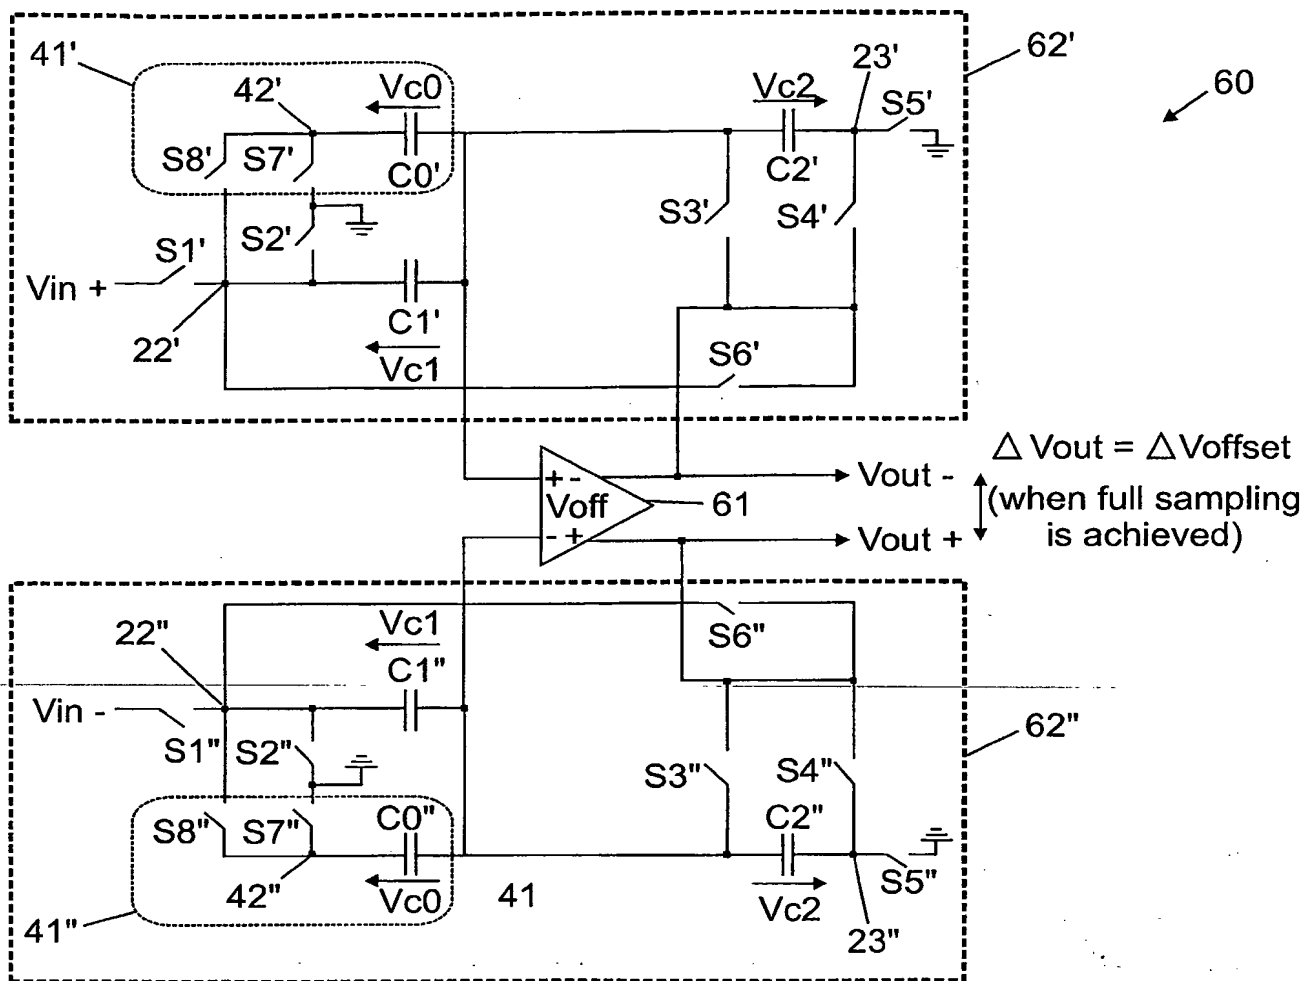 41'
42'
Vc0
Vc2
23'
S5'
62'
60
S8'
S7'
C0'
C2'
S3'
S4'
S2'
S1'
Vin +
C1'
22'
Vc1
S6'
△ Vout = △ Voffset
+ -
Voff
- +
61
Vout -
(when full sampling
Vout +
is achieved)
22"
Vc1
C1"
S6"
Vin -
S1"
S2"
62"
S3"
S4"
C0"
C2"
S8"
S7"
42"
Vc0
41
Vc2
S5"
41"
23"